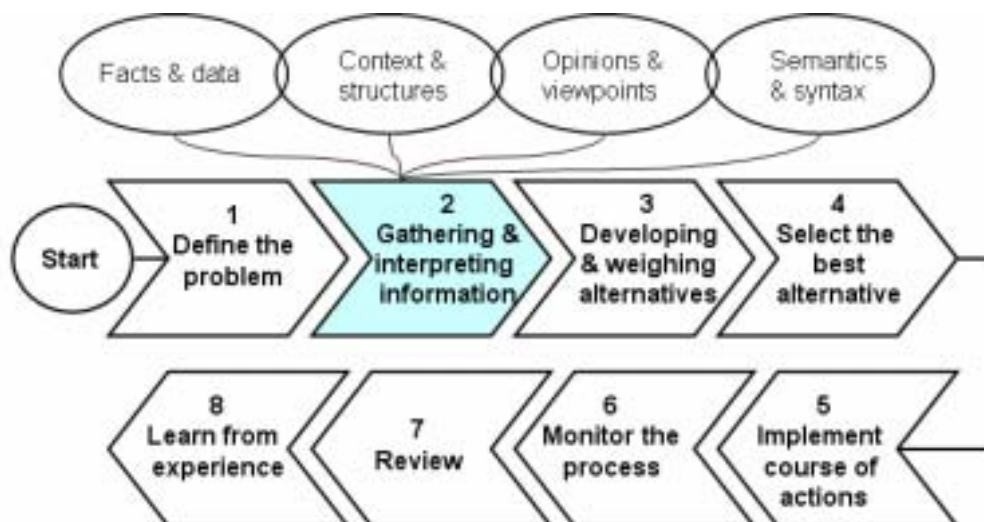 Facts & data
Context &
structures
Opinions &
viewpoints
Semantics
& syntax
Start
1
Define the
problem
2
Gathering &
interpreting
information
3
Developing
& weighing
alternatives
4
Select the
best
alternative
8
Learn from
experience
7
Review
6
Monitor the
process
5
Implement
course of
actions